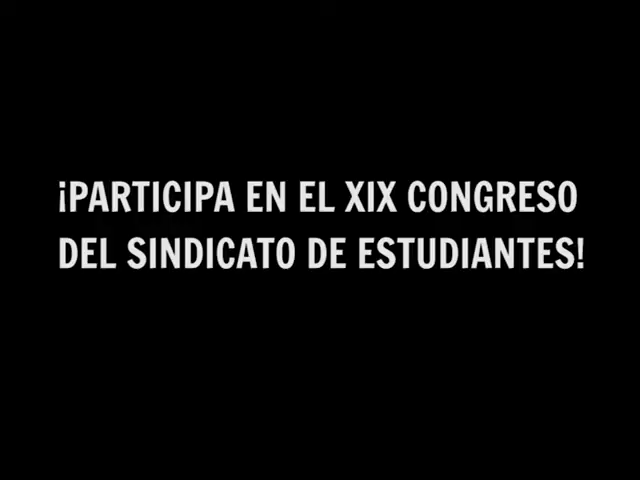 ¡PARTICIPA EN EL XIX CONGRESO
DEL SINDICATO DE ESTUDIANTES!